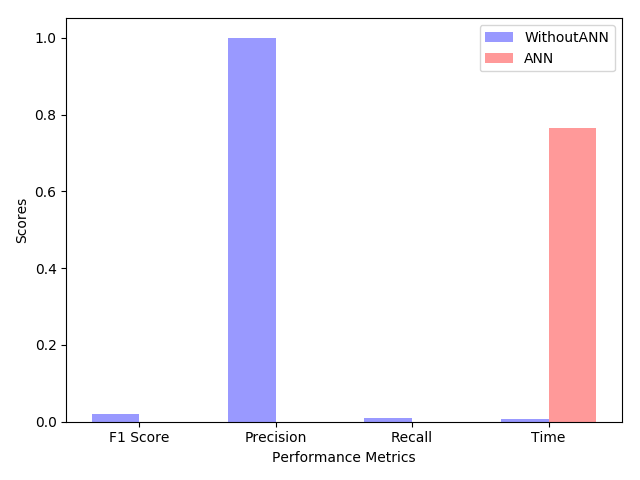 WithoutANN
ANN
1.0
0.8
0.6
0.4
0.2
0.0
Scores
F1 Score Precision Recall Time
Performance Metrics